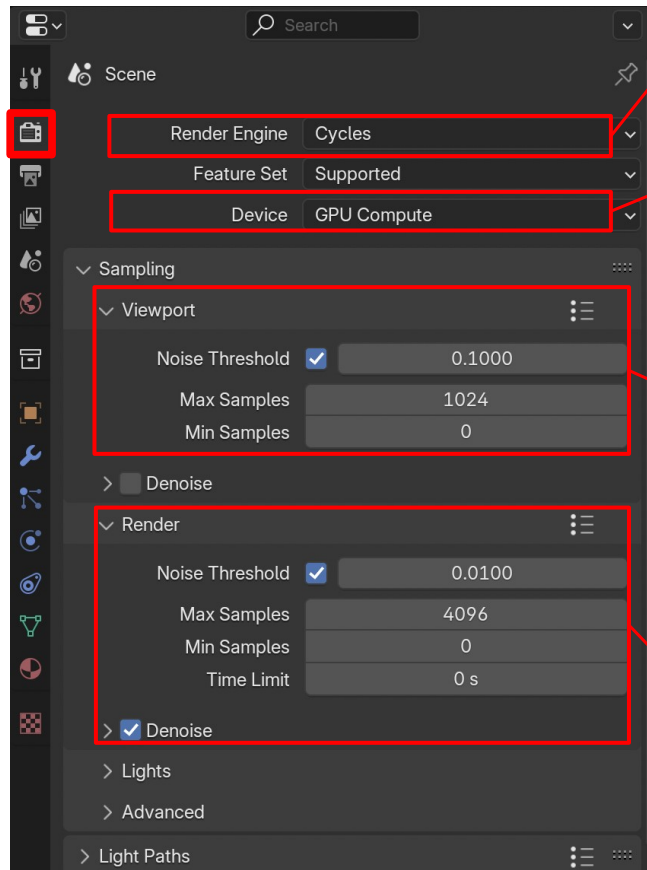 Search
Scene
Render Engine Cycles
Feature Set Supported
Device GPU Compute
Sampling
Viewport
Noise Threshold 0.1000
Max Samples 1024
Min Samples 0
Denoise
Render
Noise Threshold 0.0100
Max Samples 4096
Min Samples 0
Time Limit 0 s
Denoise
Lights
Advanced
Light Paths